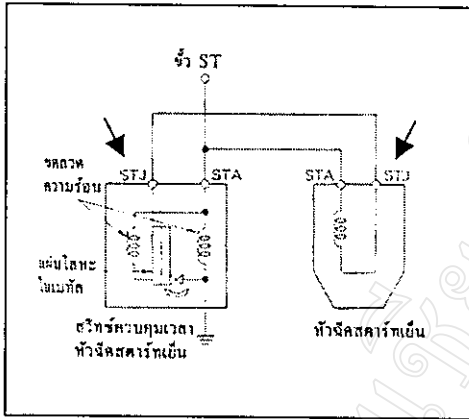 ขั้ว ST
ขดลวด
ความร้อน
STJ
STA
STA
STJ
แผ่นโลหะ
ไบเมทัล
สวิทช์ควบคุมเวลา
หัวฉีดสตาร์ทเย็น
หัวฉีดสตาร์ทเย็น